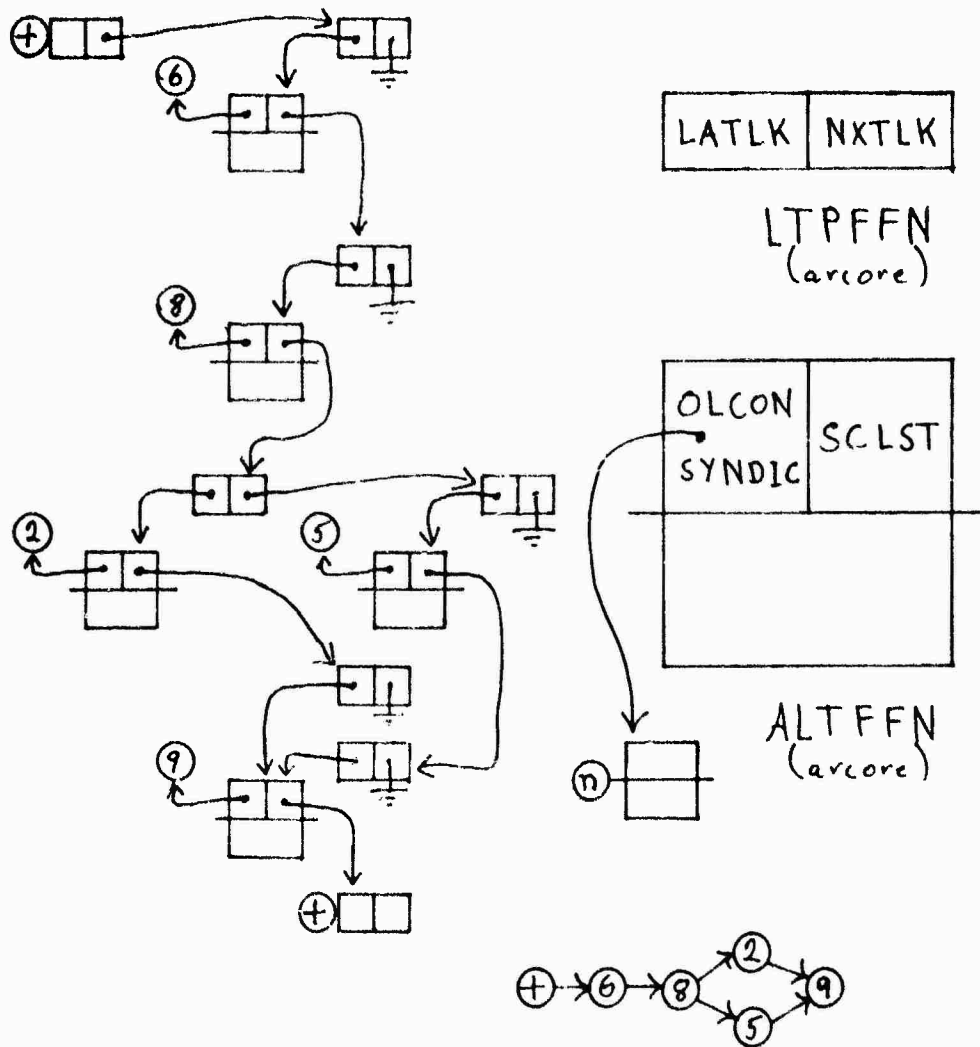 +
6
8
2
5
9
+
LATLK NXTLK
LTPFFN
(arcore)
OLCON
SYNDIC
SCLST
ALTFFN
(arcore)
n
+ 6 8 2 5 9